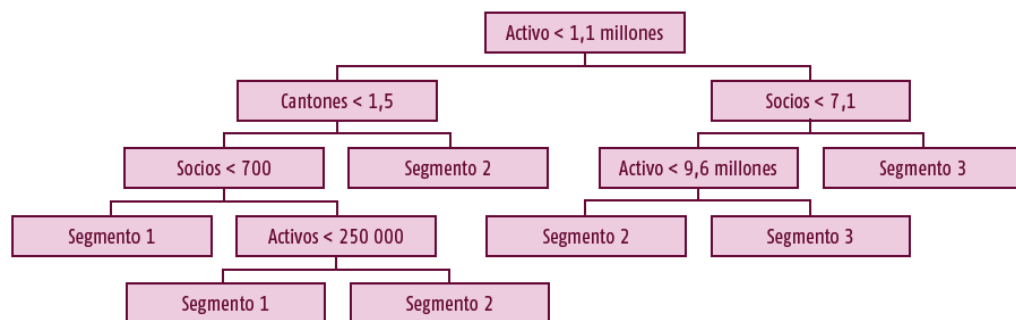 Activo < 1,1 millones
Cantones < 1,5
Socios < 7,1
Socios < 700
Segmento 2
Activo < 9,6 millones
Segmento 3
Segmento 1
Activos < 250 000
Segmento 2
Segmento 3
Segmento 1
Segmento 2